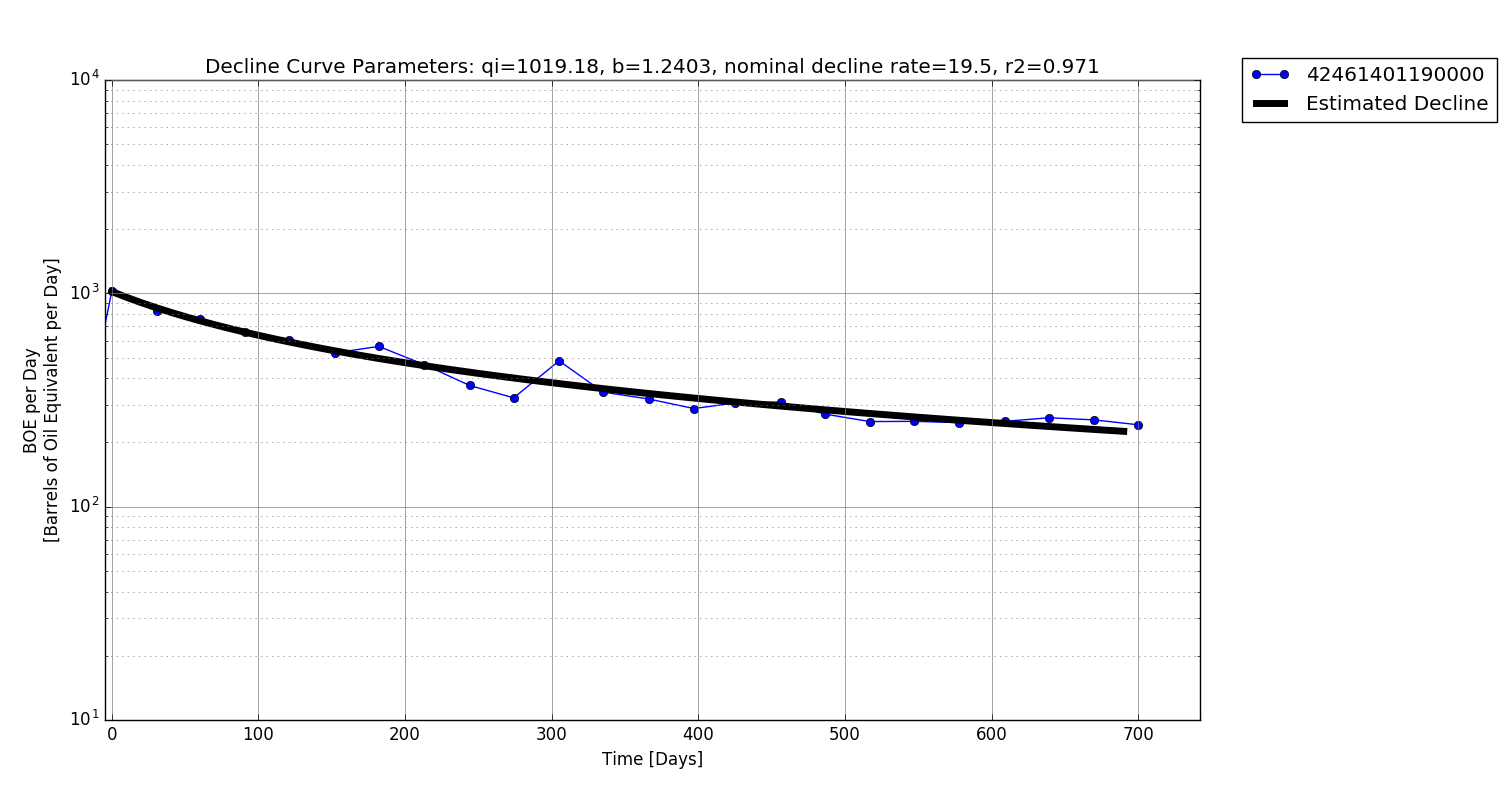 Decline Curve Parameters: qi=1019.18, b=1.2403, nominal decline rate=19.5, r2=0.971
42461401190000
Estimated Decline
BOE per Day
[Barrels of Oil Equivalent per Day]
10^4
10^3
10^2
10^1
0 100 200 300 400 500 600 700
Time [Days]